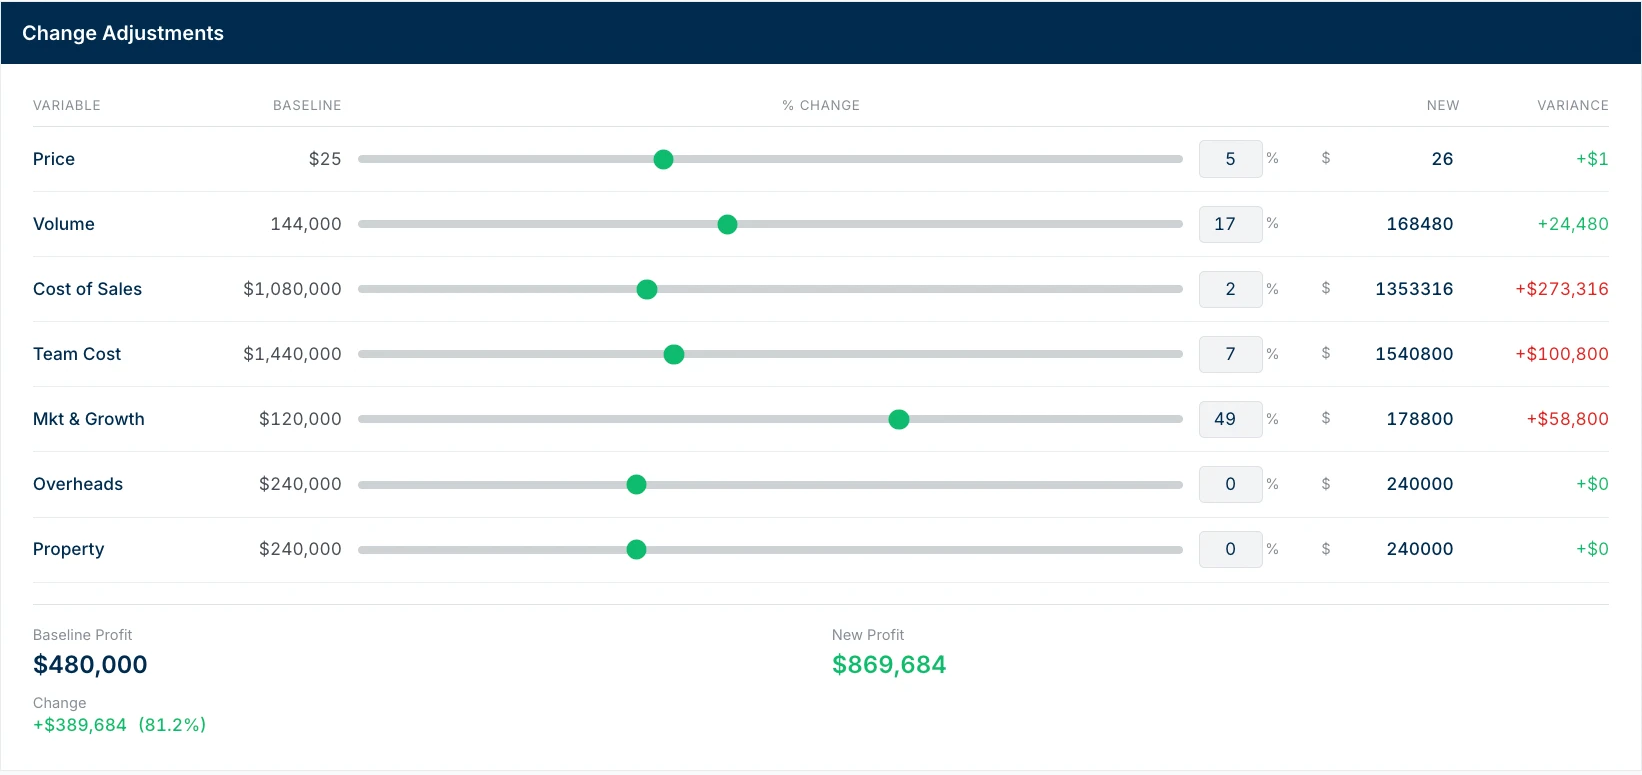 Change Adjustments
VARIABLE BASELINE % CHANGE NEW VARIANCE
Price $25 5 % $ 26 +$1
Volume 144,000 17 % 168480 +24,480
Cost of Sales $1,080,000 2 % $ 1353316 +$273,316
Team Cost $1,440,000 7 % $ 1540800 +$100,800
Mkt & Growth $120,000 49 % $ 178800 +$58,800
Overheads $240,000 0 % $ 240000 +$0
Property $240,000 0 % $ 240000 +$0
Baseline Profit New Profit
$480,000 $869,684
Change
+$389,684 (81.2%)